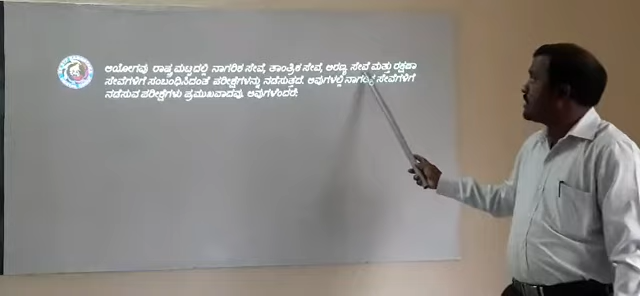 ಆಯೋಗವು ರಾಷ್ಟ್ರಮಟ್ಟದಲ್ಲಿ ನಾಗರಿಕ ಸೇವೆ, ತಾಂತ್ರಿಕ ಸೇವೆ, ಅರಣ್ಯ ಸೇವೆ ಮತ್ತು ರಕ್ಷಣಾ
ಸೇವೆಗಳಿಗೆ ಸಂಬಂಧಿಸಿದಂತೆ ಪರೀಕ್ಷೆಗಳನ್ನು ನಡೆಸುತ್ತದೆ. ಅವುಗಳಲ್ಲಿ ನಾಗರಿಕ ಸೇವೆಗಳಿಗೆ
ನಡೆಸುವ ಪರೀಕ್ಷೆಗಳು ಪ್ರಮುಖವಾದವು. ಅವುಗಳೆಂದರೆ: